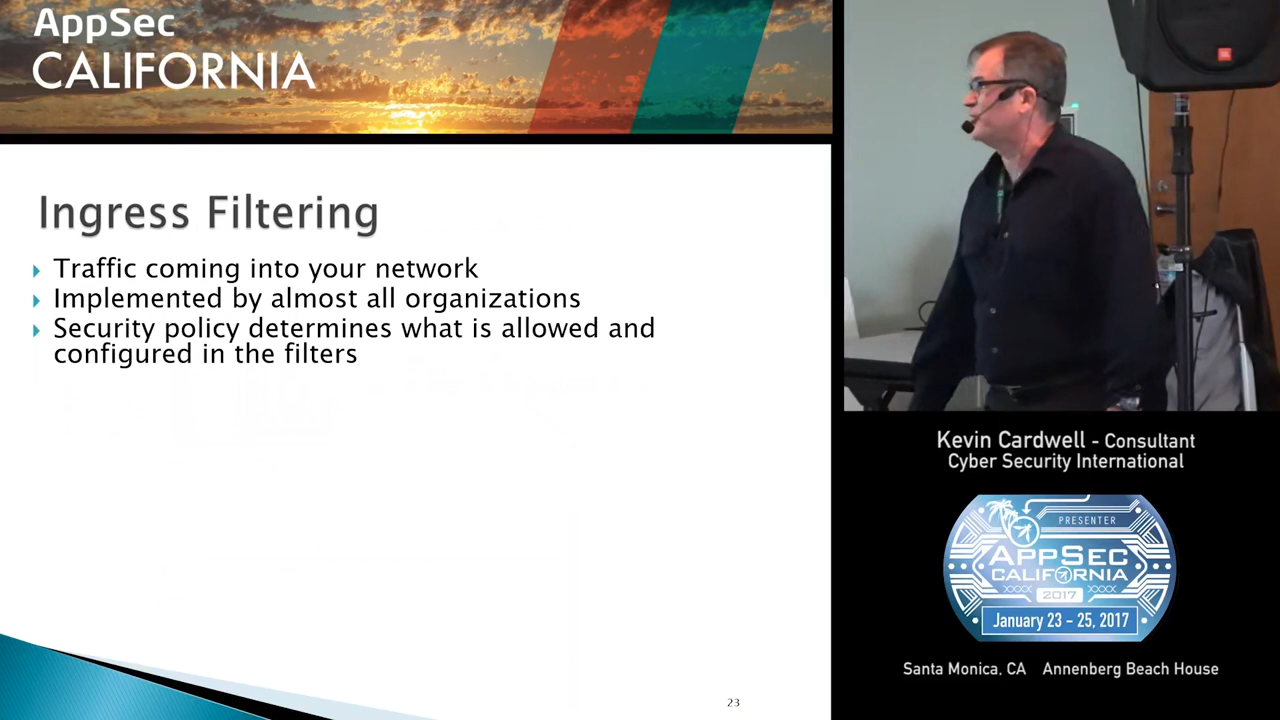 AppSec
CALIFORNIA
Ingress Filtering
Traffic coming into your network
Implemented by almost all organizations
Security policy determines what is allowed and
configured in the filters
23
Kevin Cardwell - Consultant
Cyber Security International
PRESENTER
APPSEC
CALIFORNIA
XXXX 2017 XXXX
January 23 - 25, 2017
Santa Monica, CA Annenberg Beach House